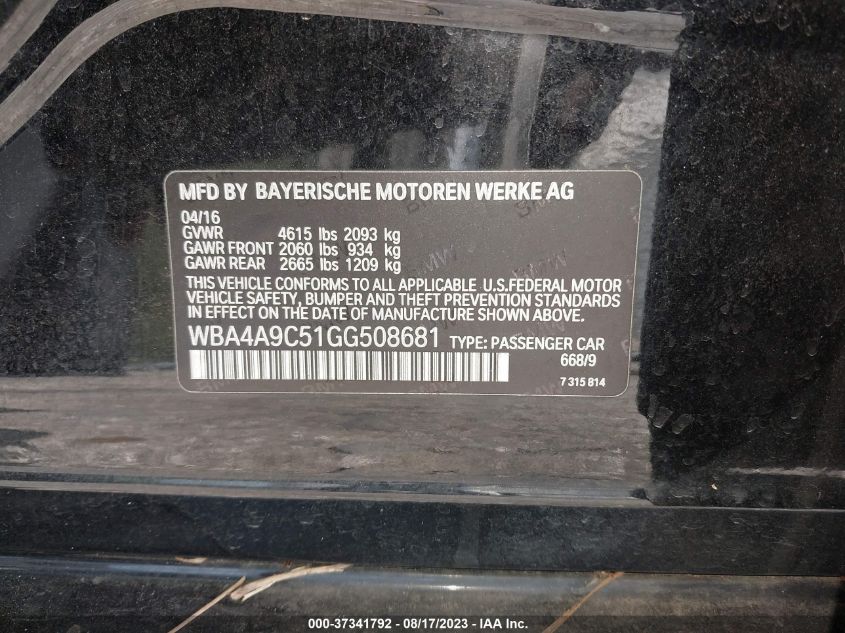 MFD BY BAYERISCHE MOTOREN WERKE AG
04/16
GVWR 4615 lbs 2093 kg
GAWR FRONT 2060 lbs 934 kg
GAWR REAR 2665 lbs 1209 kg
THIS VEHICLE CONFORMS TO ALL APPLICABLE U.S.FEDERAL MOTOR
VEHICLE SAFETY, BUMPER AND THEFT PREVENTION STANDARDS
IN EFFECT ON THE DATE OF MANUFACTURE SHOWN ABOVE.
WBA4A9C51GG508681 TYPE: PASSENGER CAR
668/9
7 315 814
000-37341792 - 08/17/2023 - IAA Inc.